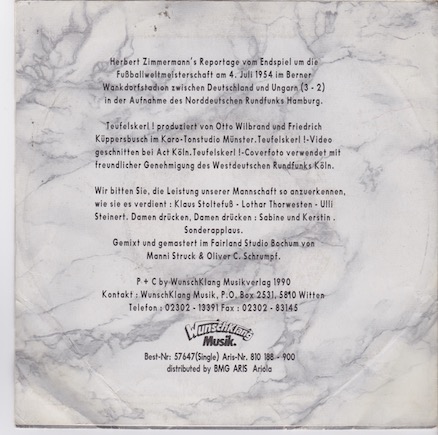 Herbert Zimmermann's Reportage vom Endspiel um die
Fußballweltmeisterschaft am 4. Juli 1954 im Berner
Wankdorfstadion zwischen Deutschland und Ungarn (3 - 2)
in der Aufnahme des Norddeutschen Rundfunks Hamburg.
Teufelskerl ! produziert von Otto Wilbrand und Friedrich
Küppersbusch im Karo-Tonstudio Münster.Teufelskerl !-Video
geschnitten bei Act Köln.Teufelskerl !-Coverfoto verwendet mit
freundlicher Genehmigung des Westdeutschen Rundfunks Köln.
Wir bitten Sie, die Leistung unserer Mannschaft so anzuerkennen,
wie sie es verdient : Klaus Stoltefuß - Lothar Thorwesten - Ulli
Steinert. Damen drücken, Damen drücken : Sabine und Kerstin .
Sonderapplaus.
Gemixt und gemastert im Fairland Studio Bochum von
Manni Struck & Oliver C. Schrumpf.
P + C by WunschKlang Musikverlag 1990
Kontakt : WunschKlang Musik, P.O. Box 2531, 5810 Witten
Telefon : 02302 - 13391 Fax : 02302 - 83145
WunschKlang
Musik.
Best-Nr: 57647(Single) Aris-Nr. 810 188 - 900
distributed by BMG ARIS Ariola